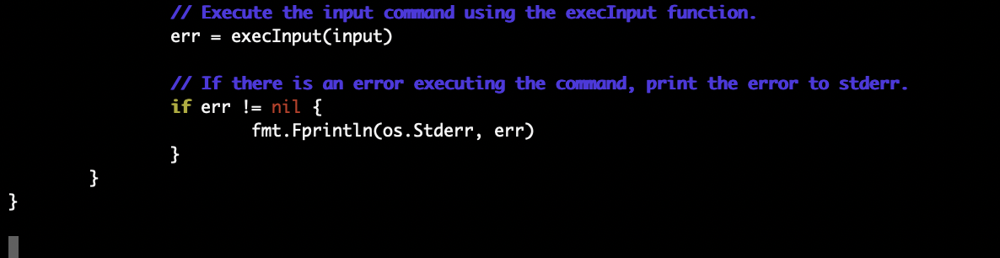 // Execute the input command using the execInput function.
err = execInput(input)
// If there is an error executing the command, print the error to stderr.
if err != nil {
fmt.Fprintln(os.Stderr, err)
}
}
}